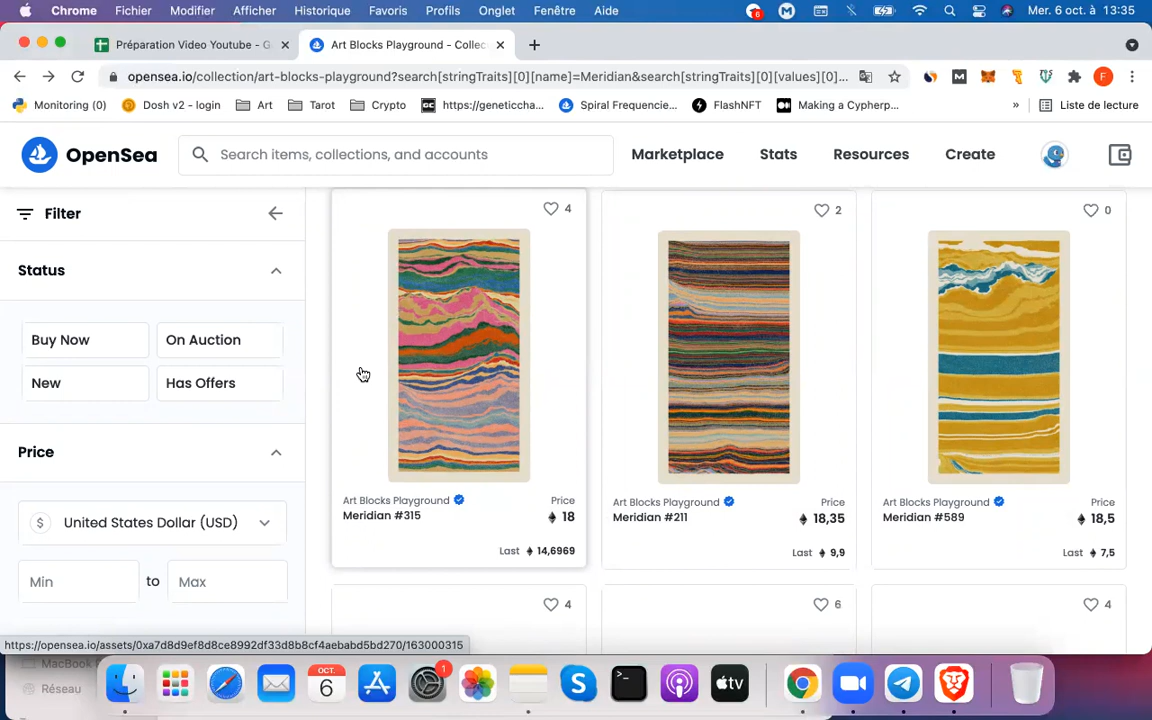 Chrome Fichier Modifier Afficher Historique Favoris Profils Onglet Fenêtre Aide
6
Mer. 6 oct. à 13:35
Préparation Video Youtube - G
Art Blocks Playground - Collec
opensea.io/collection/art-blocks-playground?search[stringTraits][0][name]=Meridian&search[stringTraits][0][values][0]...
F
Monitoring (0) Dosh v2 - login Art Tarot Crypto https://geneticcha... Spiral Frequencie... FlashNFT Making a Cypherp... » Liste de lecture
OpenSea
Search items, collections, and accounts
Marketplace Stats Resources Create
Filter
Status
Buy Now On Auction
New Has Offers
Price
$ United States Dollar (USD)
Min to Max
4
Art Blocks Playground Price
Meridian #315 18
Last 14,6969
2
Art Blocks Playground Price
Meridian #211 18,35
Last 9,9
0
Art Blocks Playground Price
Meridian #589 18,5
Last 7,5
4
6
4
https://opensea.io/assets/0xa7d8d9ef8d8ce8992df33d8b8cf4aebabd5bd270/163000315
MacBook
Réseau
OCT.
6
1
S
tv